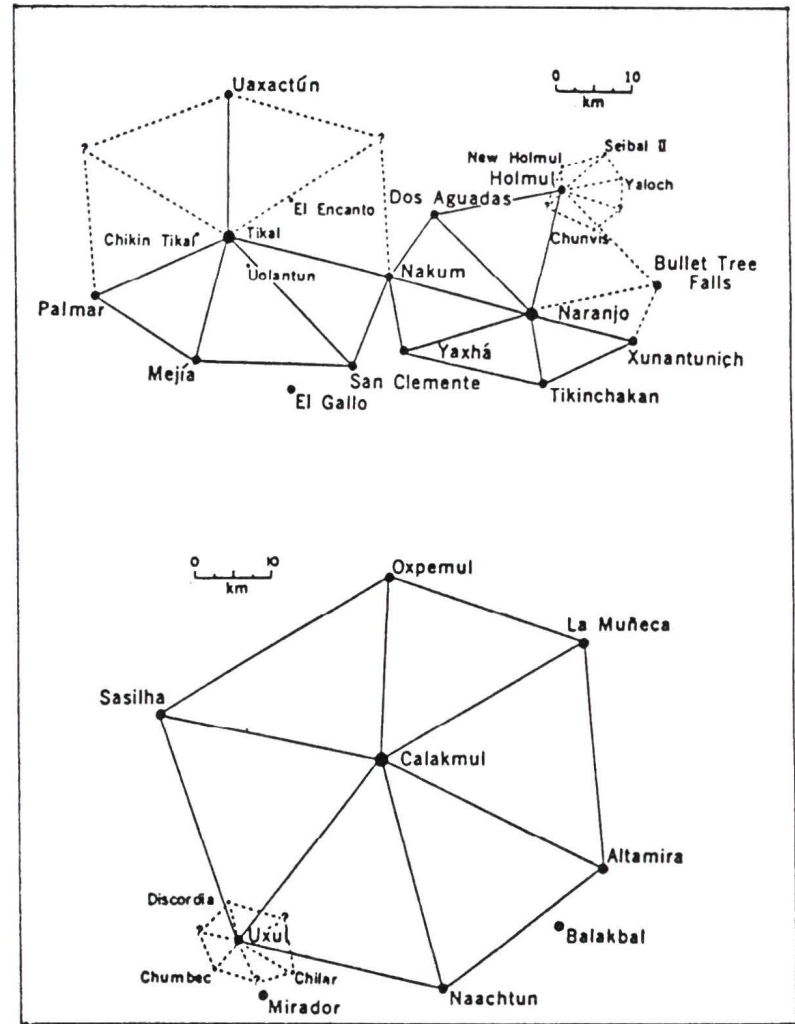 Uaxactún
0 10
km
?
?
Seibal II
New Holmul
Holmul
Yaloch
Dos Aguadas
El Encanto
?
?
Chikin Tikal
Tikal
Chunvis
Uolantun
Nakum
Bullet Tree
Falls
Palmar
Naranjo
Yaxhá
Xunantunich
Mejía
San Clemente
Tikinchakan
El Gallo
0 10
km
Oxpemul
La Muñeca
Sasilha
Calakmul
Altamira
Discordia
?
?
Uxul
Balakbal
Chumbec
?
Chilar
Mirador
Naachtun